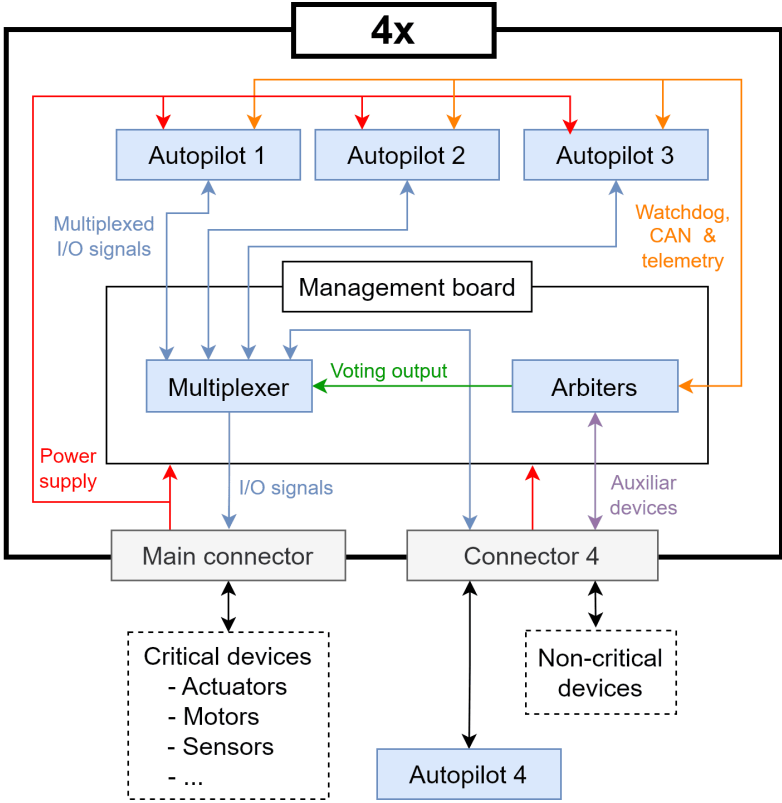 4x
Autopilot 1
Autopilot 2
Autopilot 3
Multiplexed
I/O signals
Watchdog,
CAN &
telemetry
Management board
Multiplexer
Voting output
Arbiters
Power
supply
I/O signals
Auxiliar
devices
Main connector
Connector 4
Critical devices
- Actuators
- Motors
- Sensors
- ...
Non-critical
devices
Autopilot 4